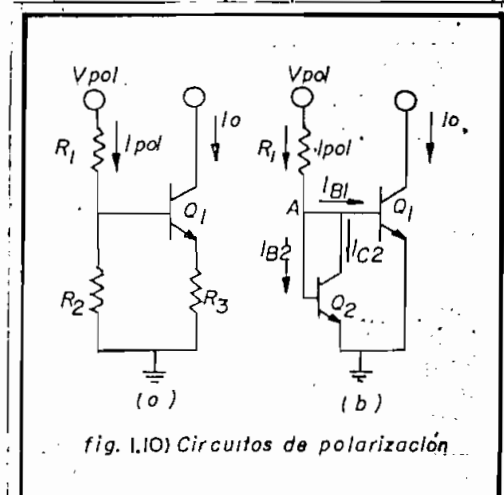 Vpol Vpol
R1 Ipol Io R1 Ipol Io
Q1 A IB1 Q1
R2 R3 IB2 IC2 Q2
(a) (b)
fig. 1.10) Circuitos de polarización